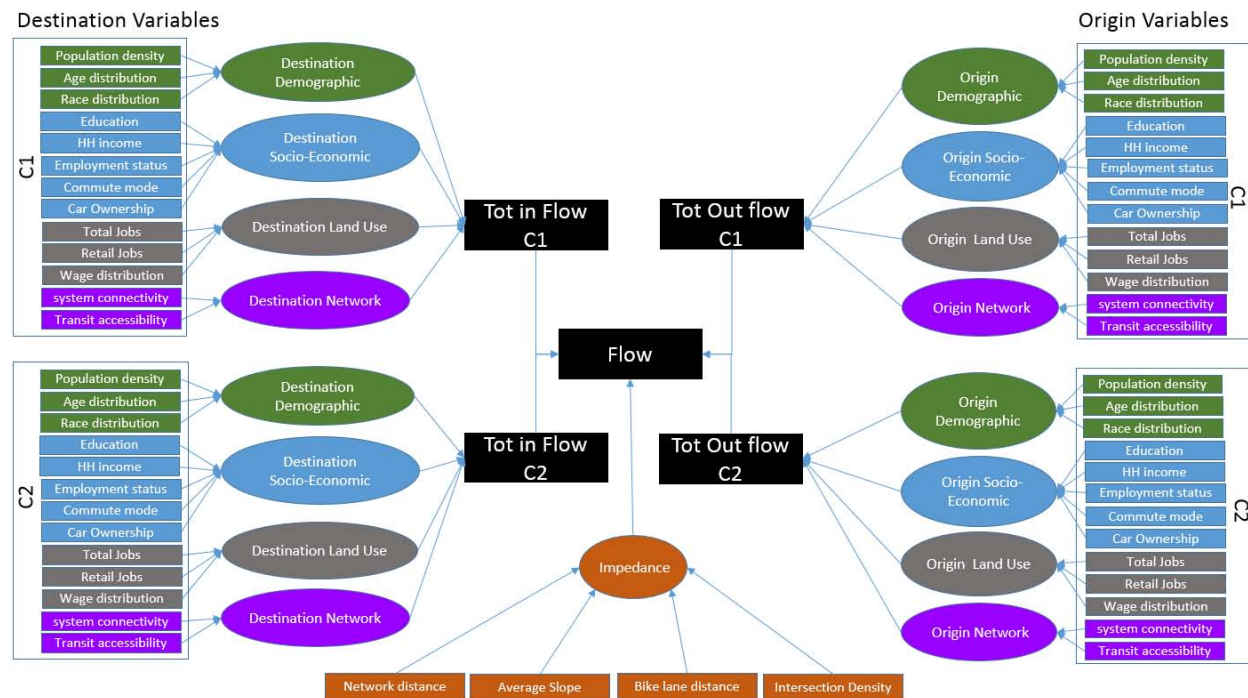 Destination Variables
Origin Variables
C1
Population density
Age distribution
Race distribution
Education
HH income
Employment status
Commute mode
Car Ownership
Total Jobs
Retail Jobs
Wage distribution
system connectivity
Transit accessibility
Destination
Demographic
Destination
Socio-Economic
Destination Land Use
Destination Network
Tot in Flow
C1
Tot Out flow
C1
Origin
Demographic
Origin Socio-
Economic
Origin Land Use
Origin Network
Population density
Age distribution
Race distribution
Education
HH income
Employment status
Commute mode
Car Ownership
Total Jobs
Retail Jobs
Wage distribution
system connectivity
Transit accessibility
C1
Flow
C2
Population density
Age distribution
Race distribution
Education
HH income
Employment status
Commute mode
Car Ownership
Total Jobs
Retail Jobs
Wage distribution
system connectivity
Transit accessibility
Destination
Demographic
Destination
Socio-Economic
Destination Land Use
Destination Network
Tot in Flow
C2
Tot Out flow
C2
Origin
Demographic
Origin Socio-
Economic
Origin Land Use
Origin Network
Population density
Age distribution
Race distribution
Education
HH income
Employment status
Commute mode
Car Ownership
Total Jobs
Retail Jobs
Wage distribution
system connectivity
Transit accessibility
C2
Impedance
Network distance
Average Slope
Bike lane distance
Intersection Density